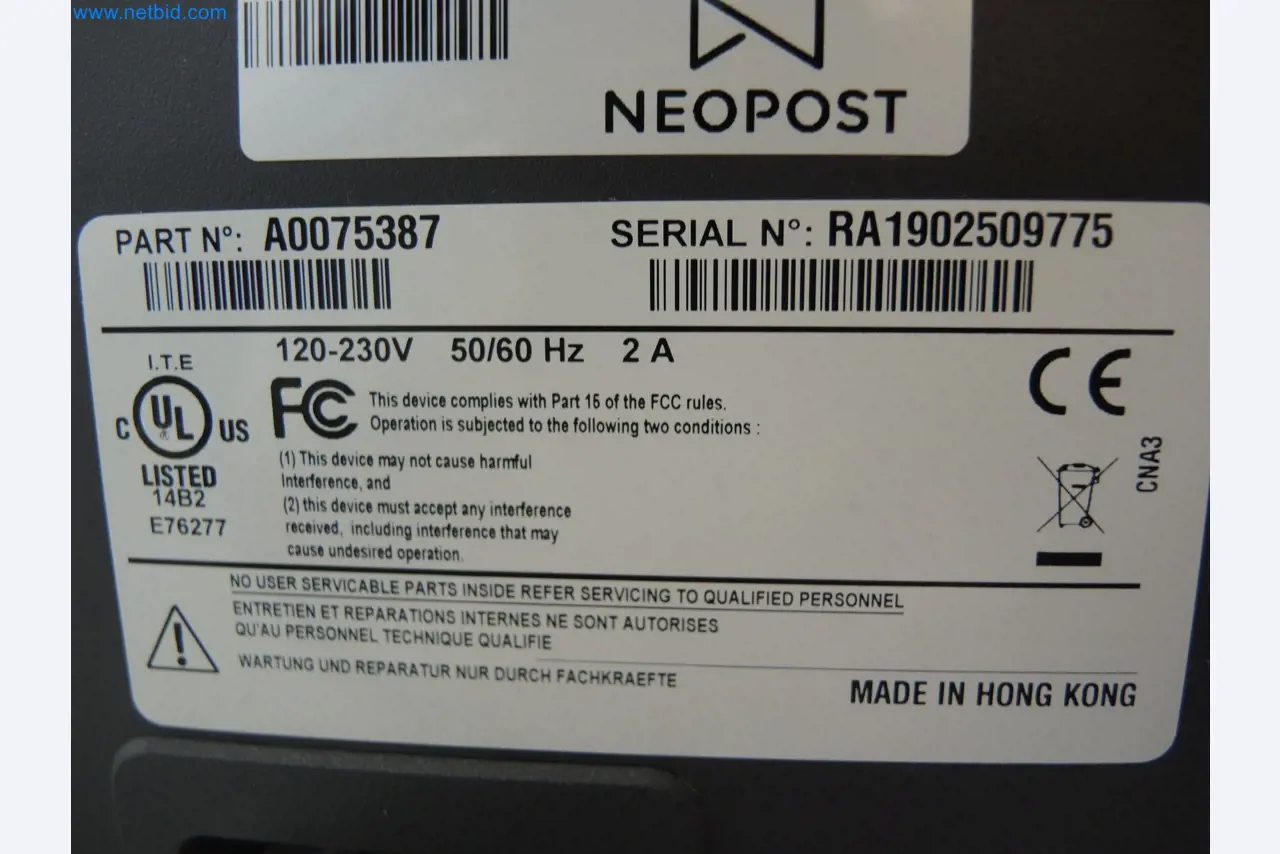 www.netbid.com
NEOPOST
PART N°: A0075387
SERIAL N°: RA1902509775
120-230V 50/60 Hz 2 A
I.T.E
C UL® US
LISTED
14B2
E76277
FC
This device complies with Part 15 of the FCC rules.
Operation is subjected to the following two conditions :
(1) This device may not cause harmful
Interference, and
(2) this device must accept any interference
received, including interference that may
cause undesired operation.
CE
CNA3
NO USER SERVICABLE PARTS INSIDE REFER SERVICING TO QUALIFIED PERSONNEL
ENTRETIEN ET REPARATIONS INTERNES NE SONT AUTORISES
QU'AU PERSONNEL TECHNIQUE QUALIFIE
WARTUNG UND REPARATUR NUR DURCH FACHKRAEFTE
MADE IN HONG KONG